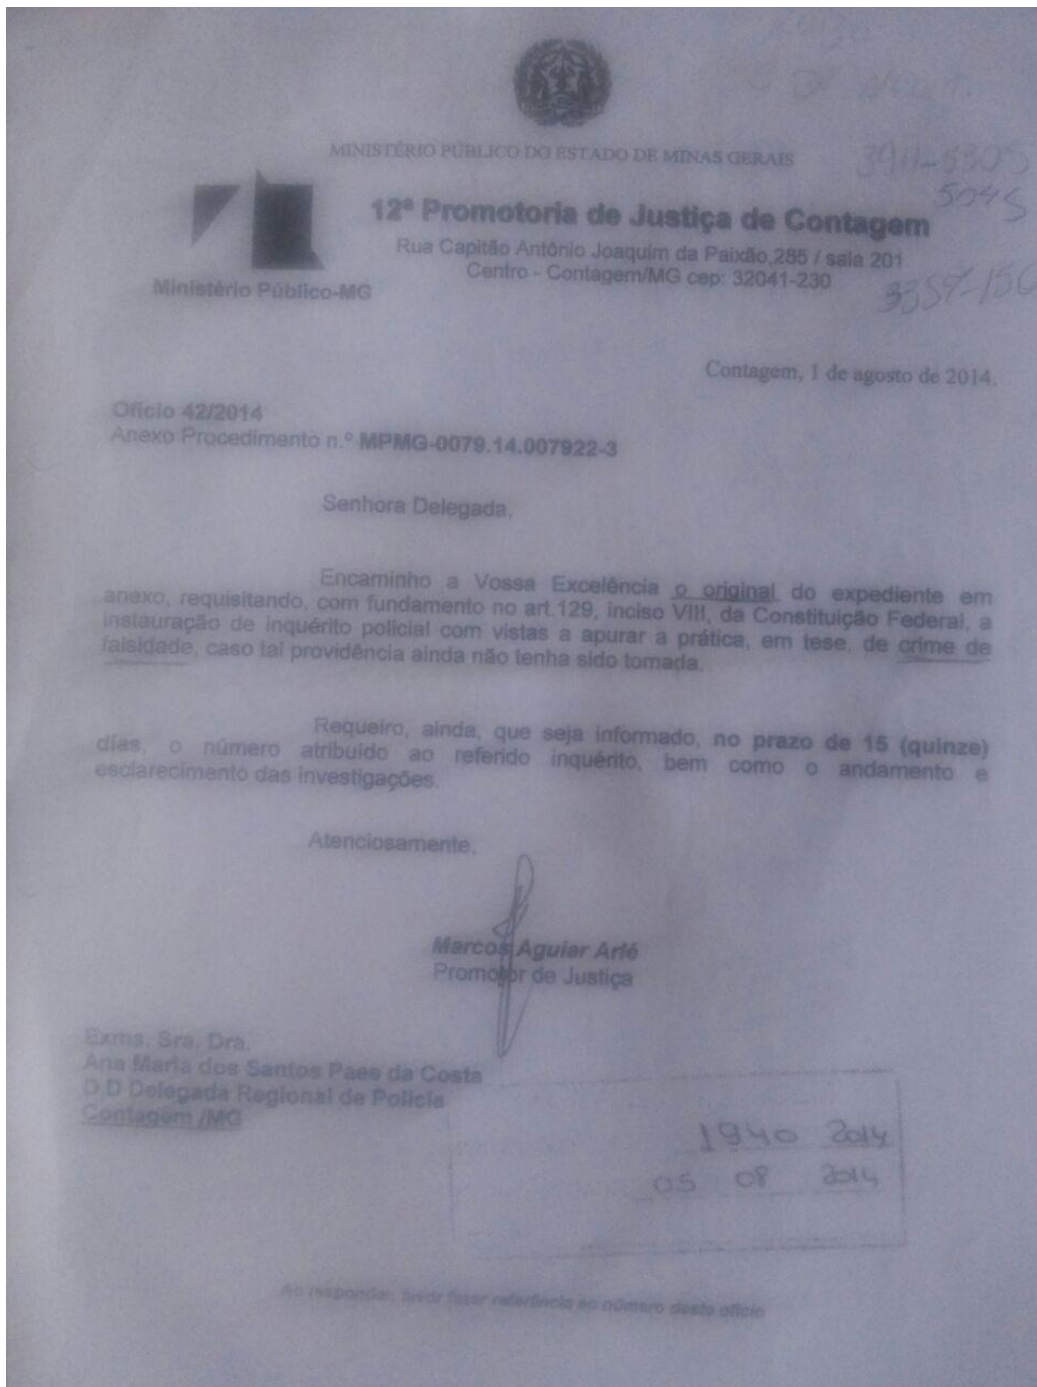 3911-5305
5045
MINISTÉRIO PÚBLICO DO ESTADO DE MINAS GERAIS
12ª Promotoria de Justiça de Contagem
Rua Capitão Antônio Joaquim da Paixão,285 / sala 201
Centro - Contagem/MG cep: 32041-230
Ministério Público-MG
Contagem, 1 de agosto de 2014.
Ofício 42/2014
Anexo Procedimento n.º MPMG-0079.14.007922-3
Senhora Delegada,
Encaminho a Vossa Excelência o original do expediente em
anexo, requisitando, com fundamento no art.129, inciso VIII, da Constituição Federal, a
instauração de inquérito policial com vistas a apurar a prática, em tese, de crime de
falsidade, caso tal providência ainda não tenha sido tomada.
Requeiro, ainda, que seja informado, no prazo de 15 (quinze)
dias, o número atribuído ao referido inquérito, bem como o andamento e
esclarecimento das investigações.
Atenciosamente,
Marcos Aguiar Arlé
Promotor de Justiça
Exma. Sra. Dra.
Ana Maria dos Santos Paes da Costa
D.D Delegada Regional de Polícia
Contagem /MG
1940 2014
05 08 2014
Ao responder, favor fazer referência ao número deste ofício